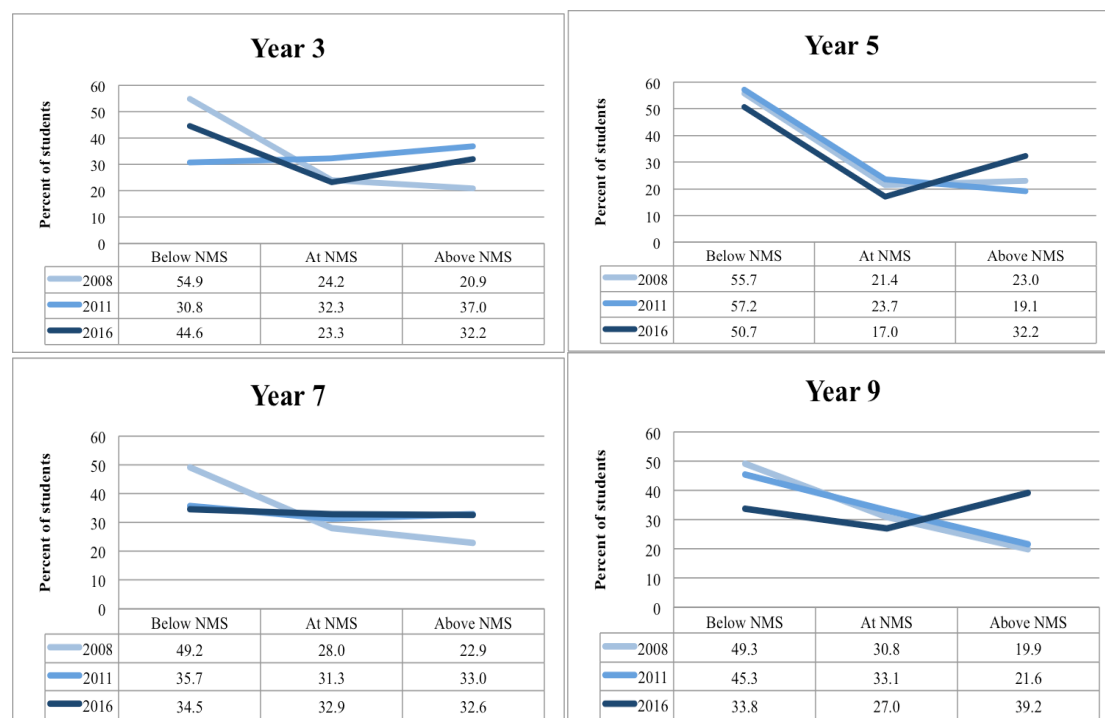 Year 3
Percent of students
60
50
40
30
20
10
0
Below NMS At NMS Above NMS
2008 54.9 24.2 20.9
2011 30.8 32.3 37.0
2016 44.6 23.3 32.2
Year 5
Percent of students
60
50
40
30
20
10
0
Below NMS At NMS Above NMS
2008 55.7 21.4 23.0
2011 57.2 23.7 19.1
2016 50.7 17.0 32.2
Year 7
Percent of students
60
50
40
30
20
10
0
Below NMS At NMS Above NMS
2008 49.2 28.0 22.9
2011 35.7 31.3 33.0
2016 34.5 32.9 32.6
Year 9
Percent of students
60
50
40
30
20
10
0
Below NMS At NMS Above NMS
2008 49.3 30.8 19.9
2011 45.3 33.1 21.6
2016 33.8 27.0 39.2